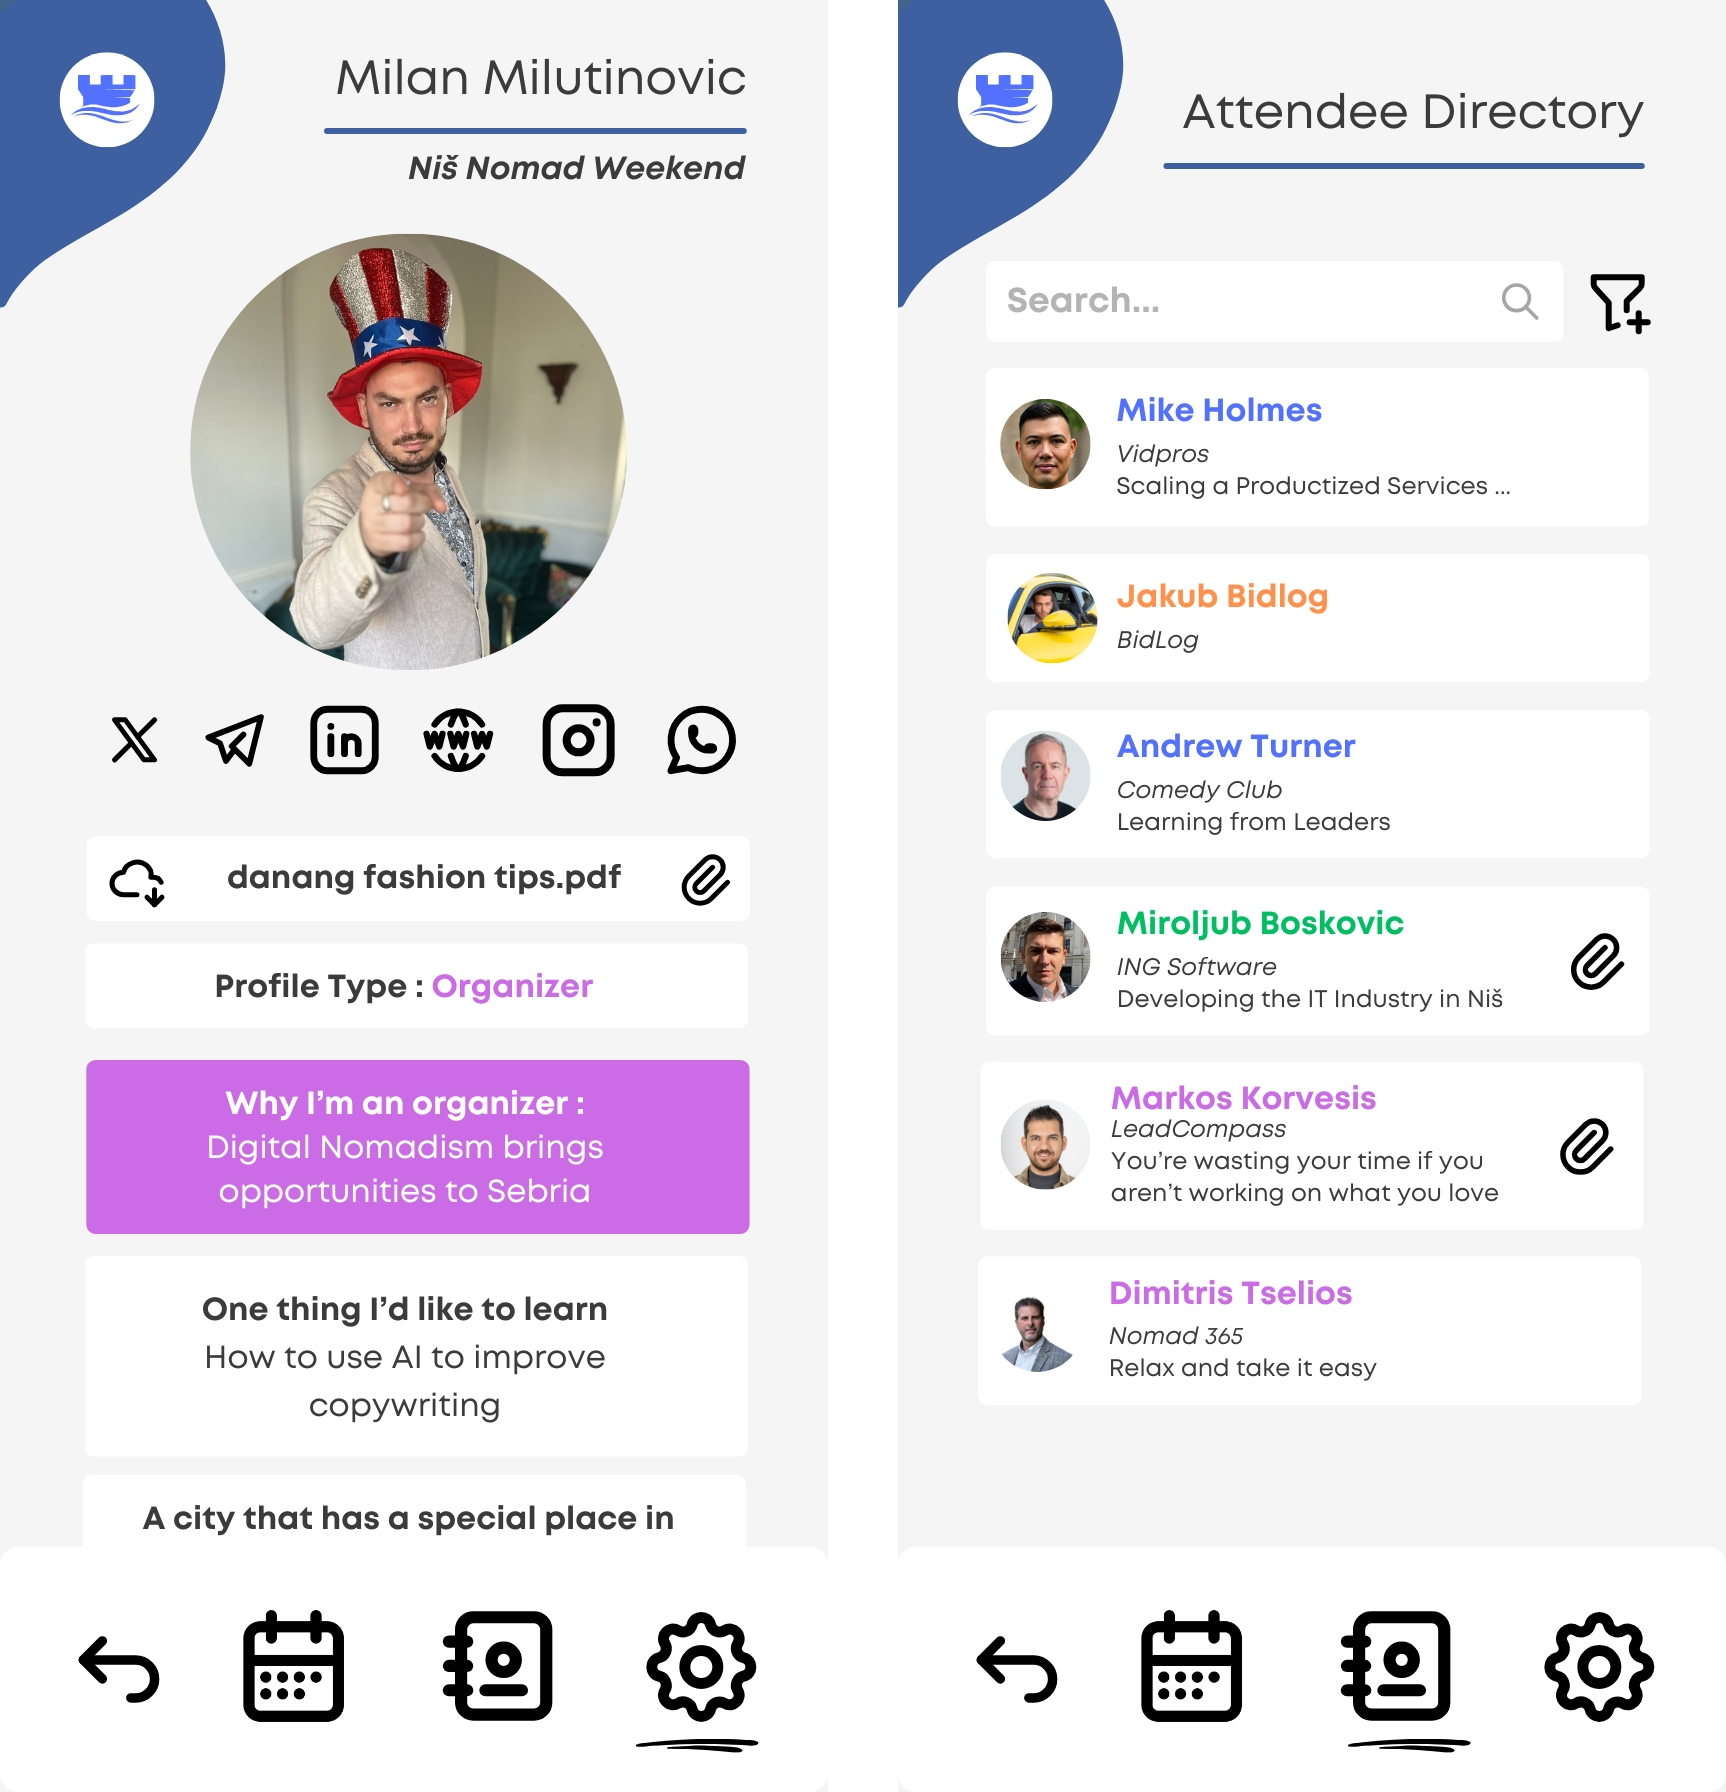 Milan Milutinovic
Niš Nomad Weekend
in
www
danang fashion tips.pdf
Profile Type : Organizer
Why I’m an organizer :
Digital Nomadism brings
opportunities to Sebria
One thing I’d like to learn
How to use AI to improve
copywriting
A city that has a special place in
Attendee Directory
Search...
Mike Holmes
Vidpros
Scaling a Productized Services ...
Jakub Bidlog
BidLog
Andrew Turner
Comedy Club
Learning from Leaders
Miroljub Boskovic
ING Software
Developing the IT Industry in Niš
Markos Korvesis
LeadCompass
You’re wasting your time if you
aren’t working on what you love
Dimitris Tselios
Nomad 365
Relax and take it easy